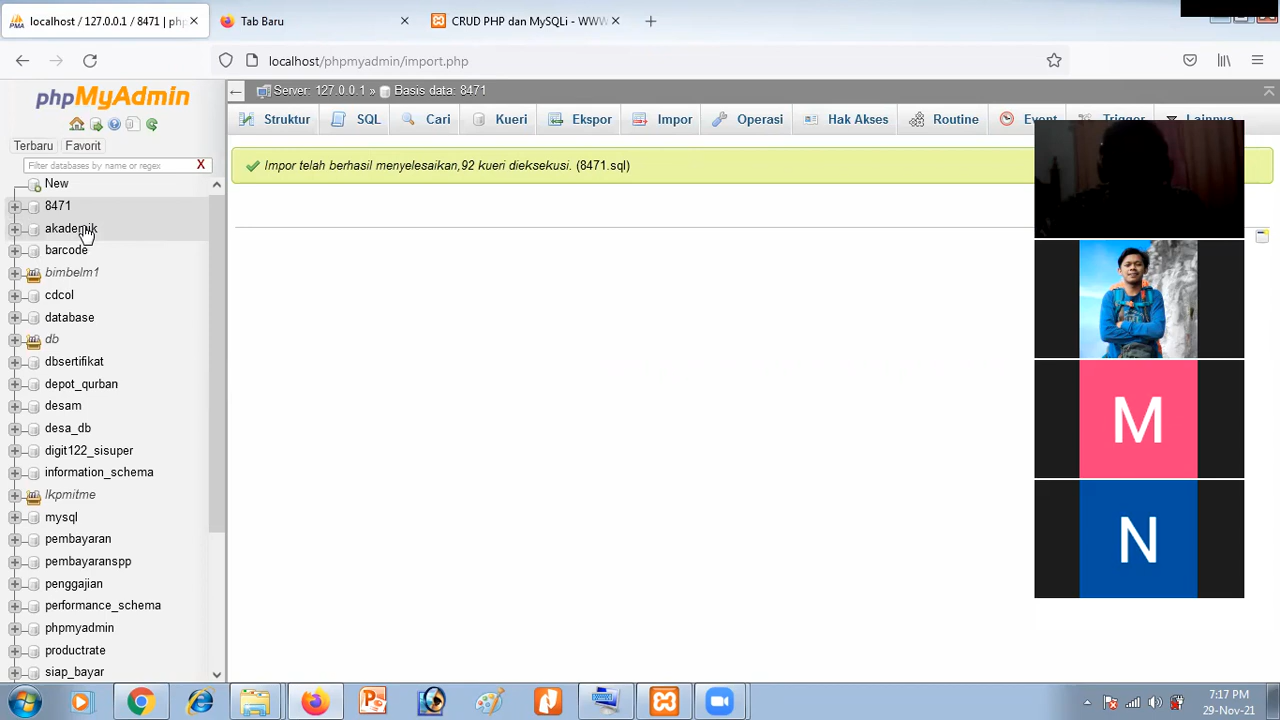 localhost / 127.0.0.1 / 8471 | php
Tab Baru
CRUD PHP dan MySQLi - WWW
localhost/phpmyadmin/import.php
phpMyAdmin
Terbaru Favorit
Filter databases by name or regex X
New
8471
akademik
barcode
bimbelm1
cdcol
database
db
dbsertifikat
depot_qurban
desam
desa_db
digit122_sisuper
information_schema
lkpmitme
mysql
pembayaran
pembayaranspp
penggajian
performance_schema
phpmyadmin
productrate
siap_bayar
Server: 127.0.0.1 » Basis data: 8471
Struktur SQL Cari Kueri Ekspor Impor Operasi Hak Akses Routine Event Trigger Lainnya
Impor telah berhasil menyelesaikan,92 kueri dieksekusi. (8471.sql)
M
N
7:17 PM
29-Nov-21